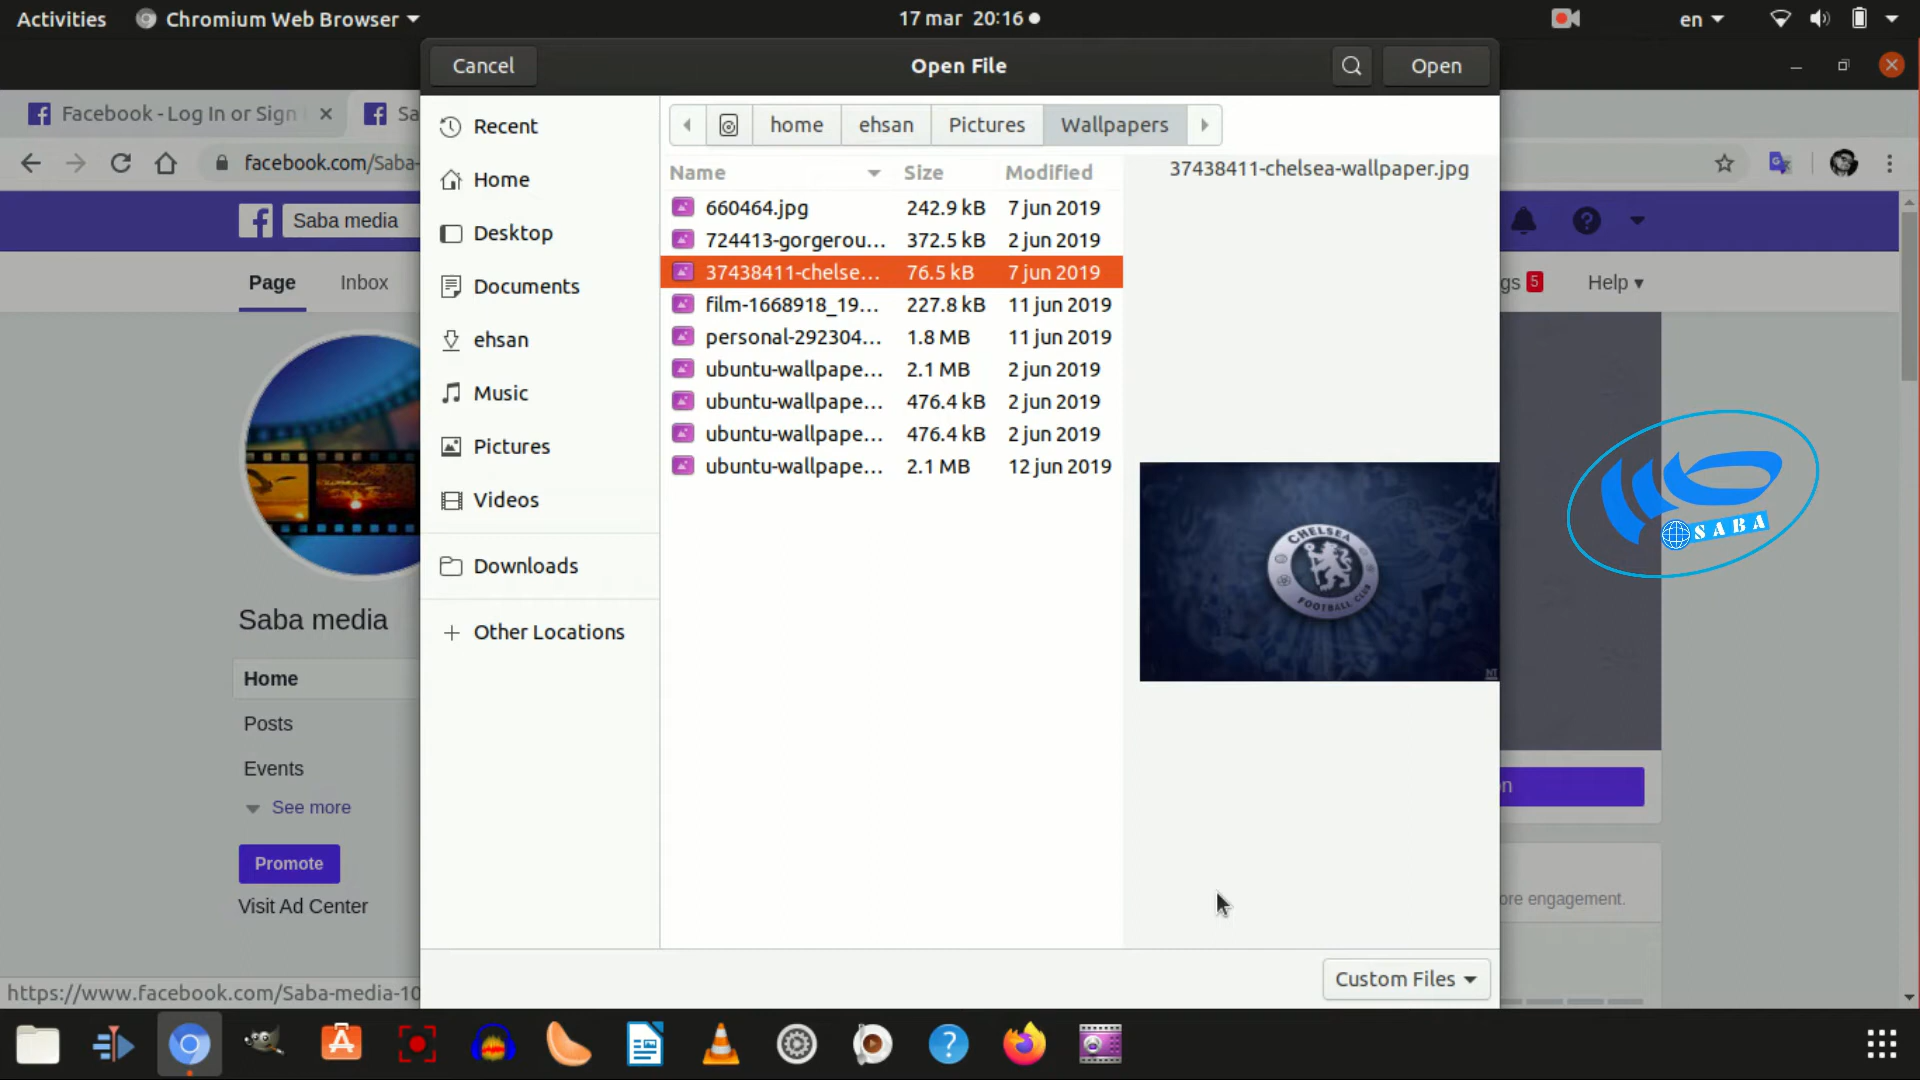 Activities
Chromium Web Browser
17 mar 20:16
en
Cancel
Open File
Open
Facebook - Log In or Sign
Sa
facebook.com/Saba-
Saba media
Page
Inbox
gs 5
Help
Recent
Home
Desktop
Documents
ehsan
Music
Pictures
Videos
Downloads
Other Locations
home
ehsan
Pictures
Wallpapers
Name Size Modified
660464.jpg 242.9 kB 7 jun 2019
724413-gorgerou... 372.5 kB 2 jun 2019
37438411-chelse... 76.5 kB 7 jun 2019
film-1668918_19... 227.8 kB 11 jun 2019
personal-292304... 1.8 MB 11 jun 2019
ubuntu-wallpape... 2.1 MB 2 jun 2019
ubuntu-wallpape... 476.4 kB 2 jun 2019
ubuntu-wallpape... 476.4 kB 2 jun 2019
ubuntu-wallpape... 2.1 MB 12 jun 2019
37438411-chelsea-wallpaper.jpg
CHELSEA
FOOTBALL CLUB
SABA
Saba media
Home
Posts
Events
See more
Promote
Visit Ad Center
on
ore engagement.
https://www.facebook.com/Saba-media-10
Custom Files